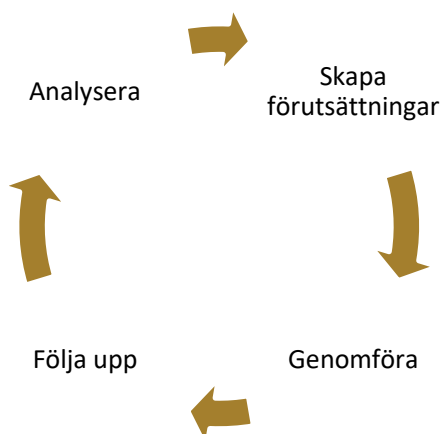 Analysera
Skapa
förutsättningar
Följa upp
Genomföra